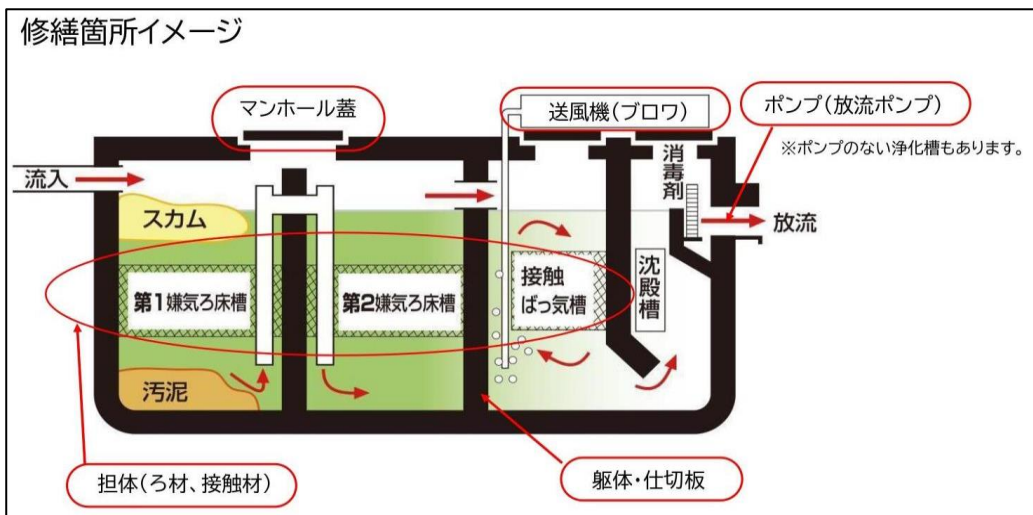 修繕箇所イメージ
マンホール蓋
送風機(ブロワ)
ポンプ(放流ポンプ)
※ポンプのない浄化槽もあります。
流入
消毒剤
放流
スカム
第1嫌気ろ床槽
第2嫌気ろ床槽
接触
ばっ気槽
沈殿槽
汚泥
担体(ろ材、接触材)
躯体・仕切板